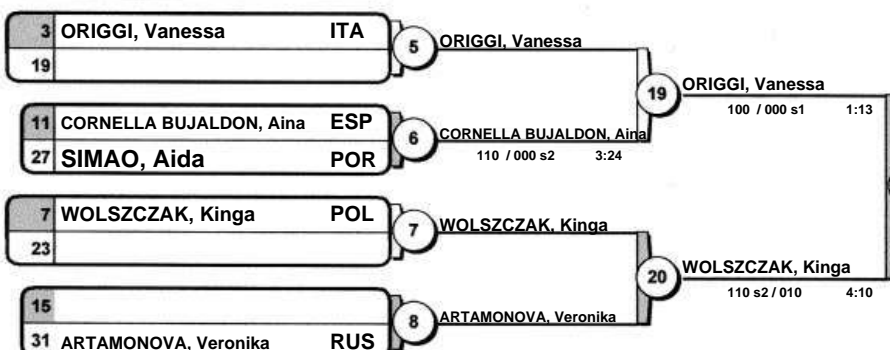 3 ORIGGI, Vanessa ITA
19
5
ORIGGI, Vanessa
11 CORNELLA BUJALDON, Aina ESP
27 SIMAO, Aida POR
6
CORNELLA BUJALDON, Aina
110 / 000 s2 3:24
19
ORIGGI, Vanessa
100 / 000 s1 1:13
7 WOLSZCZAK, Kinga POL
23
7
WOLSZCZAK, Kinga
15
31 ARTAMONOVA, Veronika RUS
8
ARTAMONOVA, Veronika
20
WOLSZCZAK, Kinga
110 s2 / 010 4:10